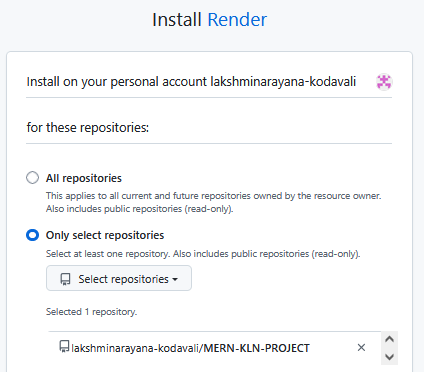 Install Render
Install on your personal account lakshminarayana-kodavali
for these repositories:
All repositories
This applies to all current and future repositories owned by the resource owner.
Also includes public repositories (read-only).
Only select repositories
Select at least one repository. Also includes public repositories (read-only).
Select repositories
Selected 1 repository.
lakshminarayana-kodavali/MERN-KLN-PROJECT